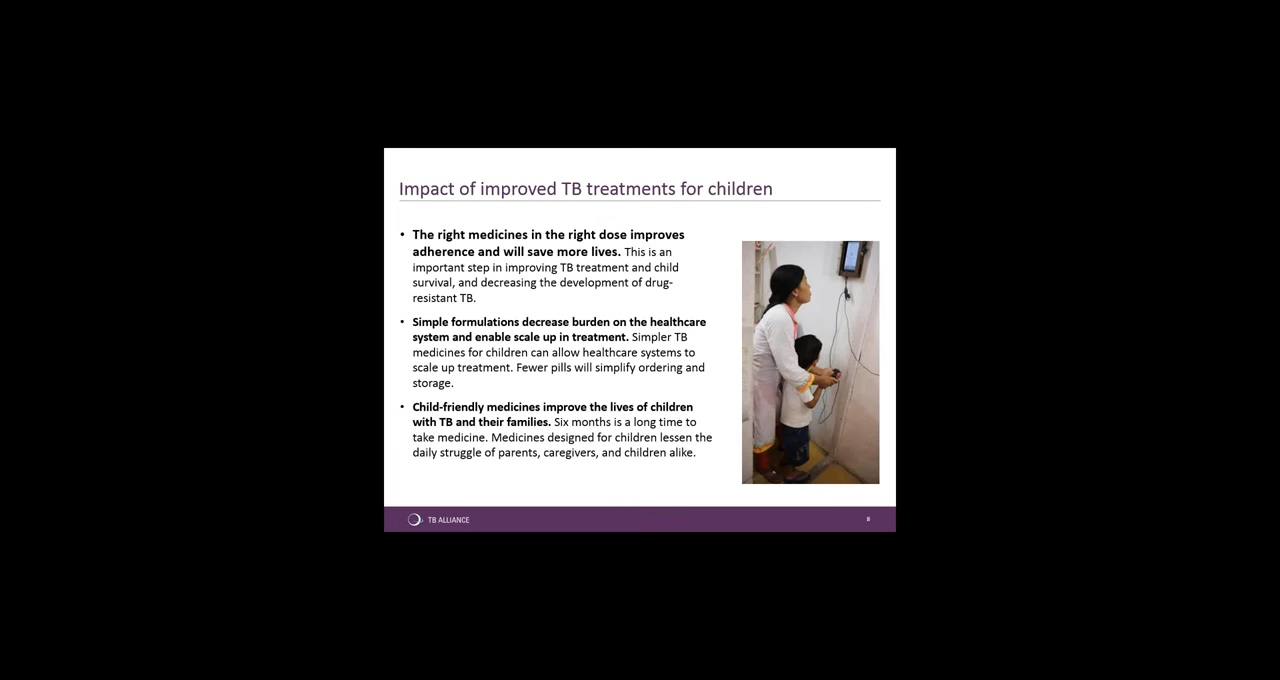 Impact of improved TB treatments for children
• The right medicines in the right dose improves
adherence and will save more lives. This is an
important step in improving TB treatment and child
survival, and decreasing the development of drug-
resistant TB.
• Simple formulations decrease burden on the healthcare
system and enable scale up in treatment. Simpler TB
medicines for children can allow healthcare systems to
scale up treatment. Fewer pills will simplify ordering and
storage.
• Child-friendly medicines improve the lives of children
with TB and their families. Six months is a long time to
take medicine. Medicines designed for children lessen the
daily struggle of parents, caregivers, and children alike.
TB ALLIANCE
8